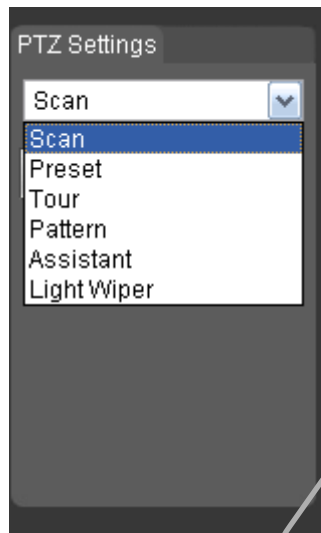 PTZ Settings
Scan
Scan
Preset
Tour
Pattern
Assistant
Light Wiper